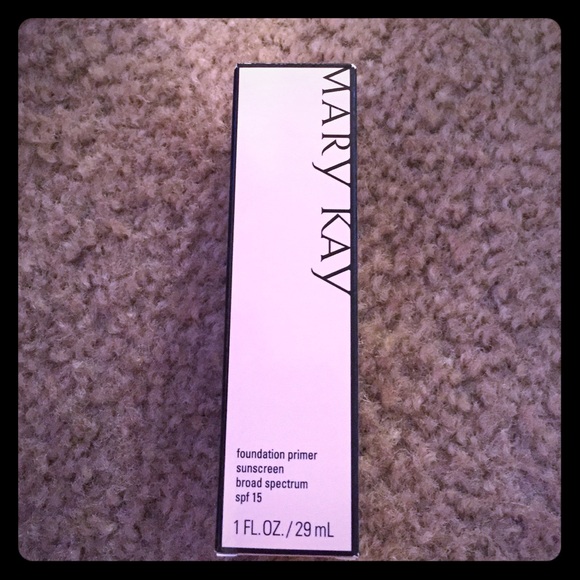 MARY KAY
foundation primer
sunscreen
broad spectrum
spf 15
1 FL.OZ./29 mL